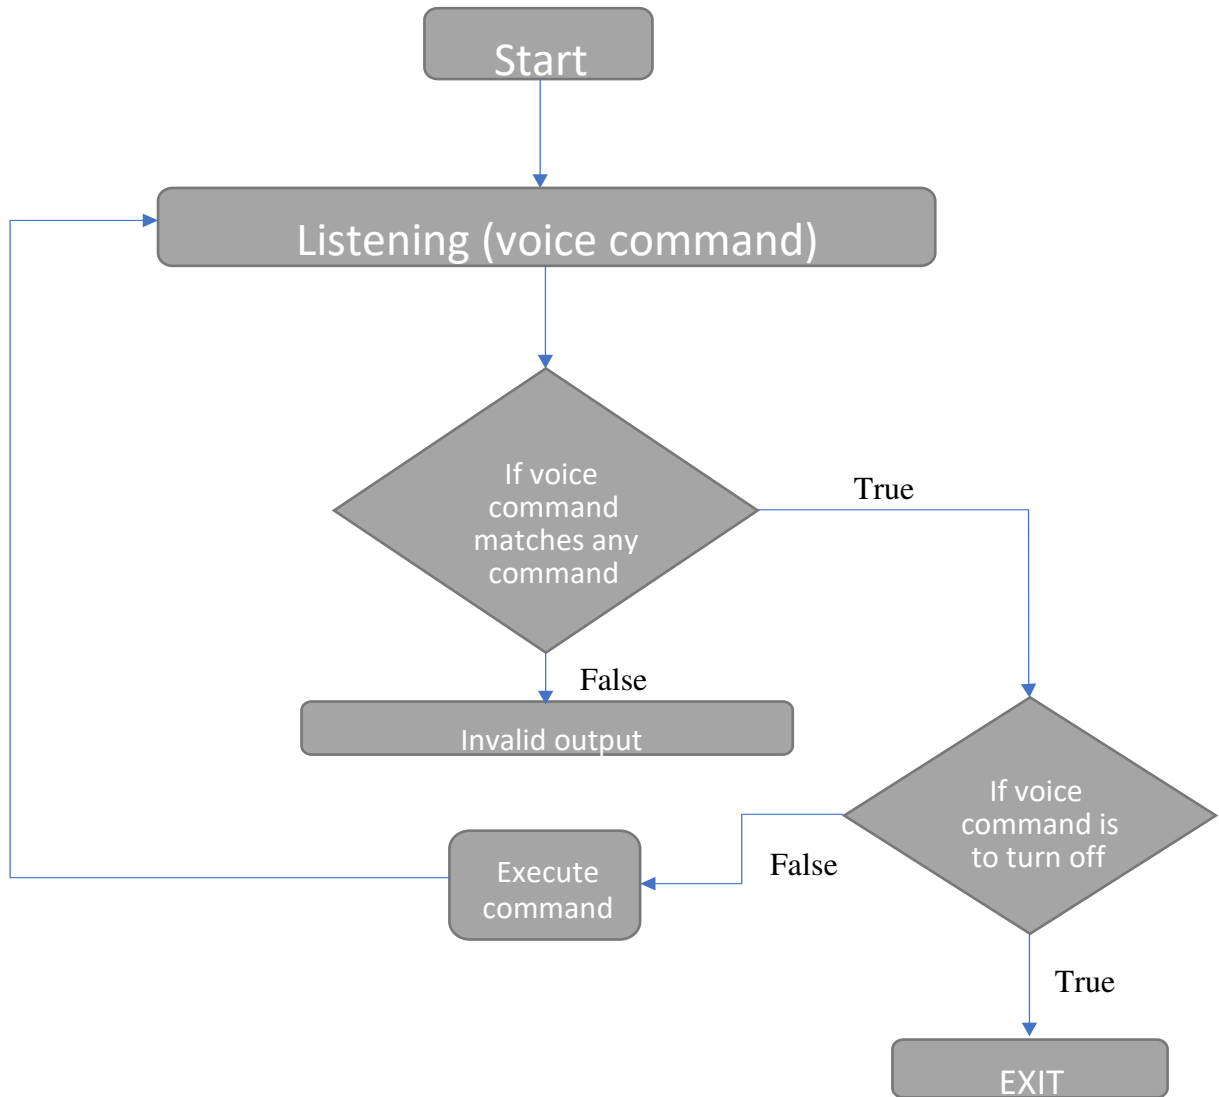 Start
Listening (voice command)
If voice
command
matches any
command
True
False
Invalid output
If voice
command is
to turn off
False
Execute
command
True
EXIT